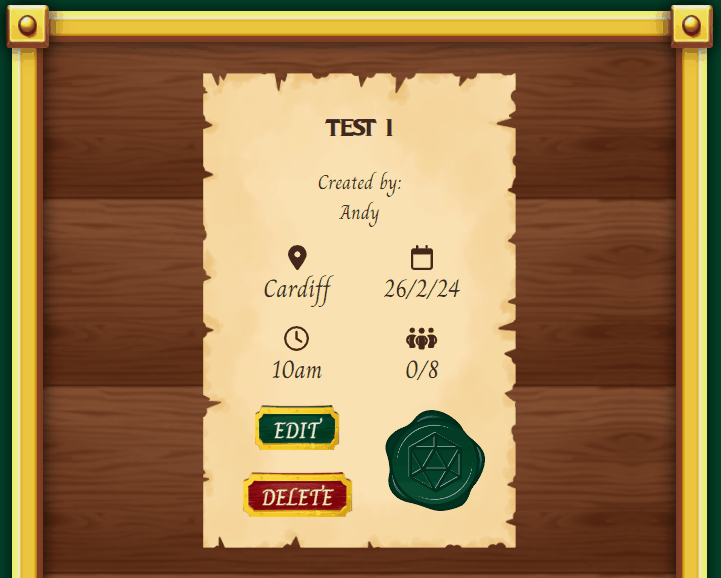 TEST 1
Created by:
Andy
Cardiff 26/2/24
10am 0/8
EDIT
DELETE